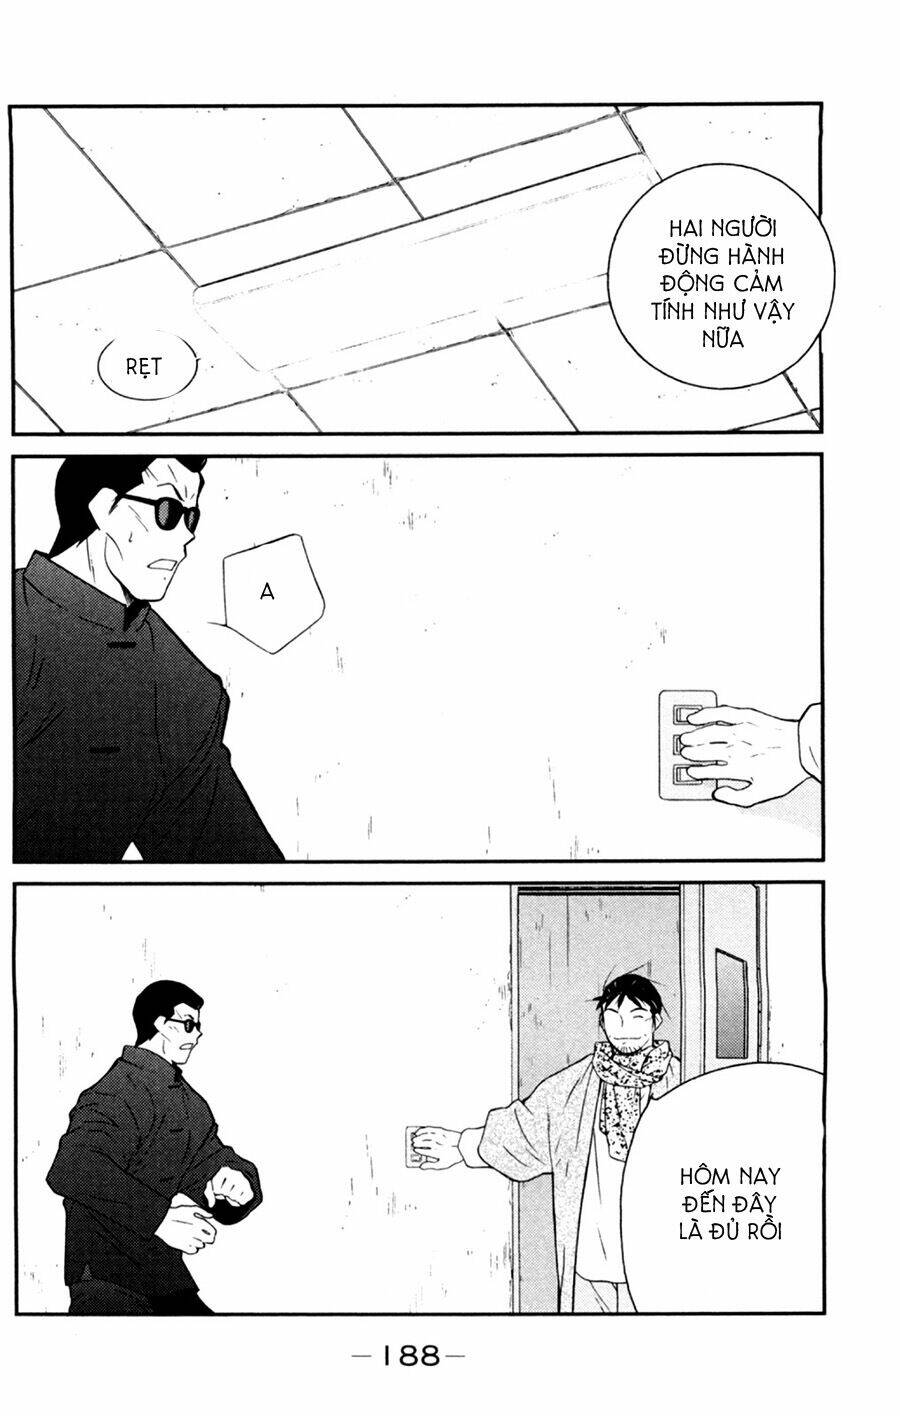 HAI NGƯỜI
ĐỪNG HÀNH
ĐỘNG CẢM
TÍNH NHƯ VẬY
NỮA
RẸT
A
HÔM NAY
ĐẾN ĐÂY
LÀ ĐỦ RỒI
—188—